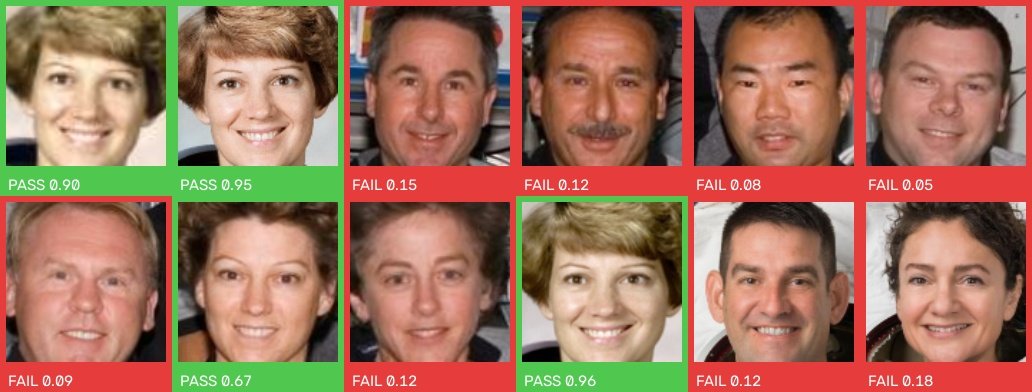 PASS 0.90
PASS 0.95
FAIL 0.15
FAIL 0.12
FAIL 0.08
FAIL 0.05
FAIL 0.09
PASS 0.67
FAIL 0.12
PASS 0.96
FAIL 0.12
FAIL 0.18